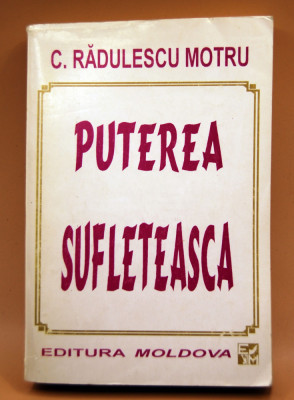 C. RĂDULESCU MOTRU
PUTEREA
SUFLETEASCA
EDITURA MOLDOVA